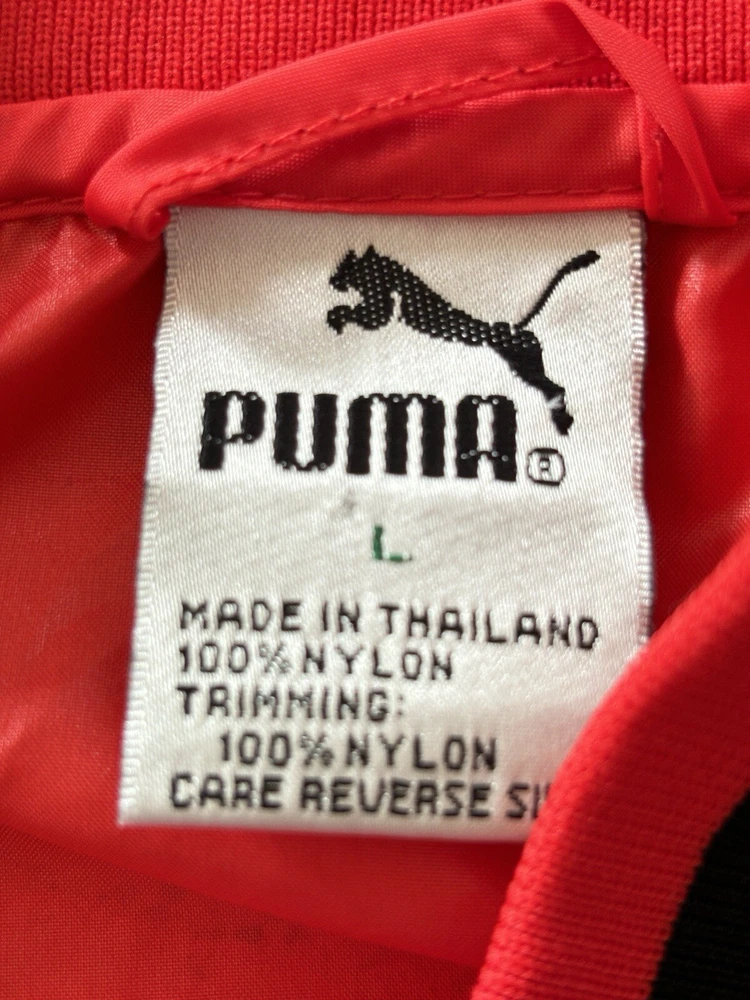 PUMA®
L
MADE IN THAILAND
100% NYLON
TRIMMING:
100% NYLON
CARE REVERSE